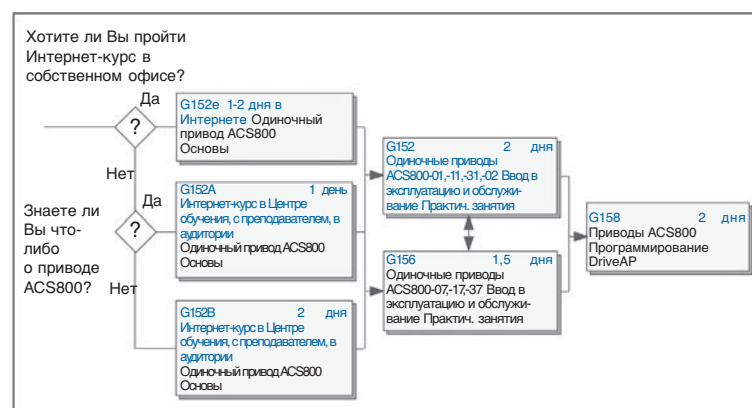 Хотите ли Вы пройти
Интернет-курс в
собственном офисе?
Да
?
Нет
G152e 1-2 дня в
Интернете Одиночный
привод ACS800
Основы
Знаете ли
Вы что-
либо
о приводе
ACS800?
Да
?
Нет
G152A 1 день
Интернет-курс в Центре
обучения, с преподавателем, в
аудитории
Одиночный привод ACS800
Основы
G152B 2 дня
Интернет-курс в Центре
обучения, с преподавателем, в
аудитории
Одиночный привод ACS800
Основы
G152 2 дня
Одиночные приводы
ACS800-01,-11,-31,-02 Ввод в
эксплуатацию и обслужи-
вание Практич. занятия
G156 1,5 дня
Одиночные приводы
ACS800-07,-17,-37 Ввод в
эксплуатацию и обслужи-
вание Практич. занятия
G158 2 дня
Приводы ACS800
Программирование
DriveAP